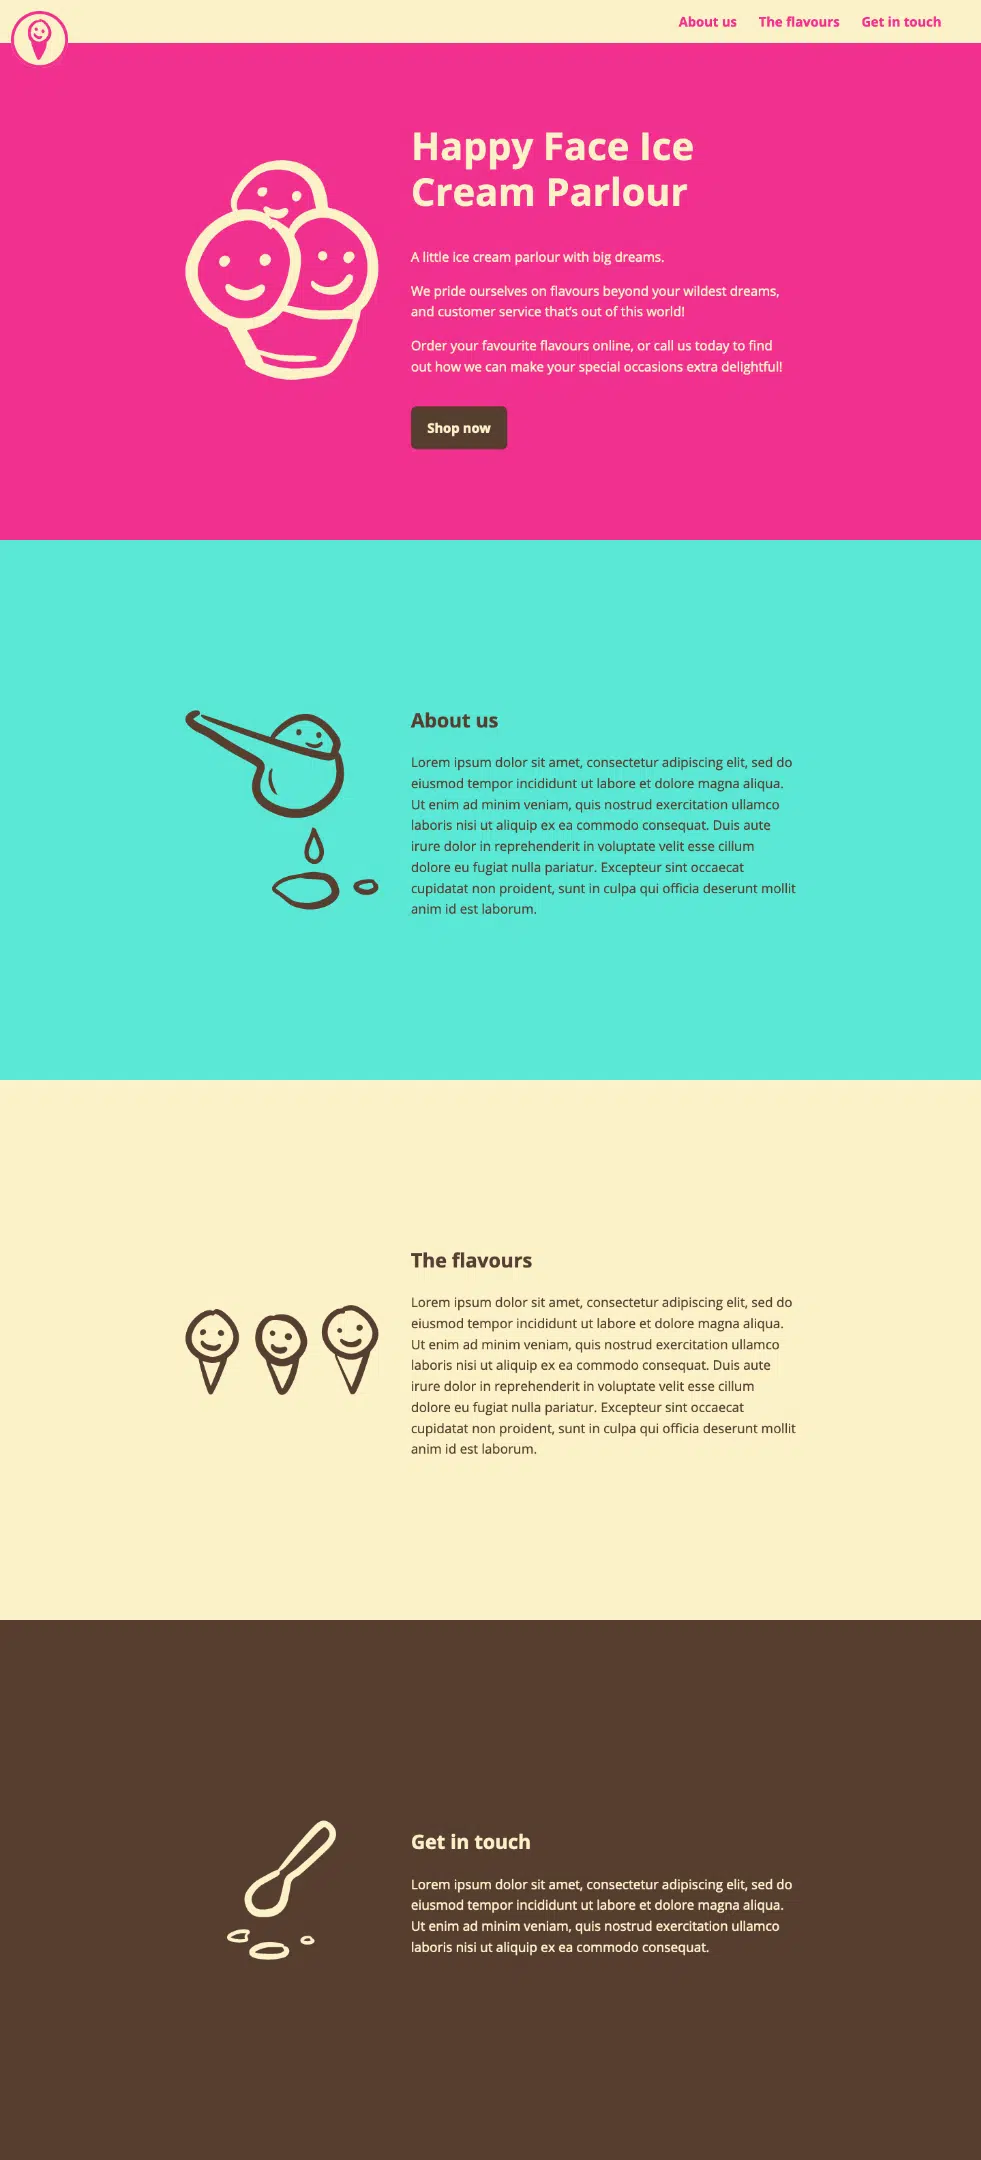 About us
The flavours
Get in touch
Happy Face Ice
Cream Parlour
A little ice cream parlour with big dreams.
We pride ourselves on flavours beyond your wildest dreams,
and customer service that's out of this world!
Order your favourite flavours online, or call us today to find
out how we can make your special occasions extra delightful!
Shop now
About us
Lorem ipsum dolor sit amet, consectetur adipiscing elit, sed do
eiusmod tempor incididunt ut labore et dolore magna aliqua.
Ut enim ad minim veniam, quis nostrud exercitation ullamco
laboris nisi ut aliquip ex ea commodo consequat. Duis aute
irure dolor in reprehenderit in voluptate velit esse cillum
dolore eu fugiat nulla pariatur. Excepteur sint occaecat
cupidatat non proident, sunt in culpa qui officia deserunt mollit
anim id est laborum.
The flavours
Lorem ipsum dolor sit amet, consectetur adipiscing elit, sed do
eiusmod tempor incididunt ut labore et dolore magna aliqua.
Ut enim ad minim veniam, quis nostrud exercitation ullamco
laboris nisi ut aliquip ex ea commodo consequat. Duis aute
irure dolor in reprehenderit in voluptate velit esse cillum
dolore eu fugiat nulla pariatur. Excepteur sint occaecat
cupidatat non proident, sunt in culpa qui officia deserunt mollit
anim id est laborum.
Get in touch
Lorem ipsum dolor sit amet, consectetur adipiscing elit, sed do
eiusmod tempor incididunt ut labore et dolore magna aliqua.
Ut enim ad minim veniam, quis nostrud exercitation ullamco
laboris nisi ut aliquip ex ea commodo consequat.